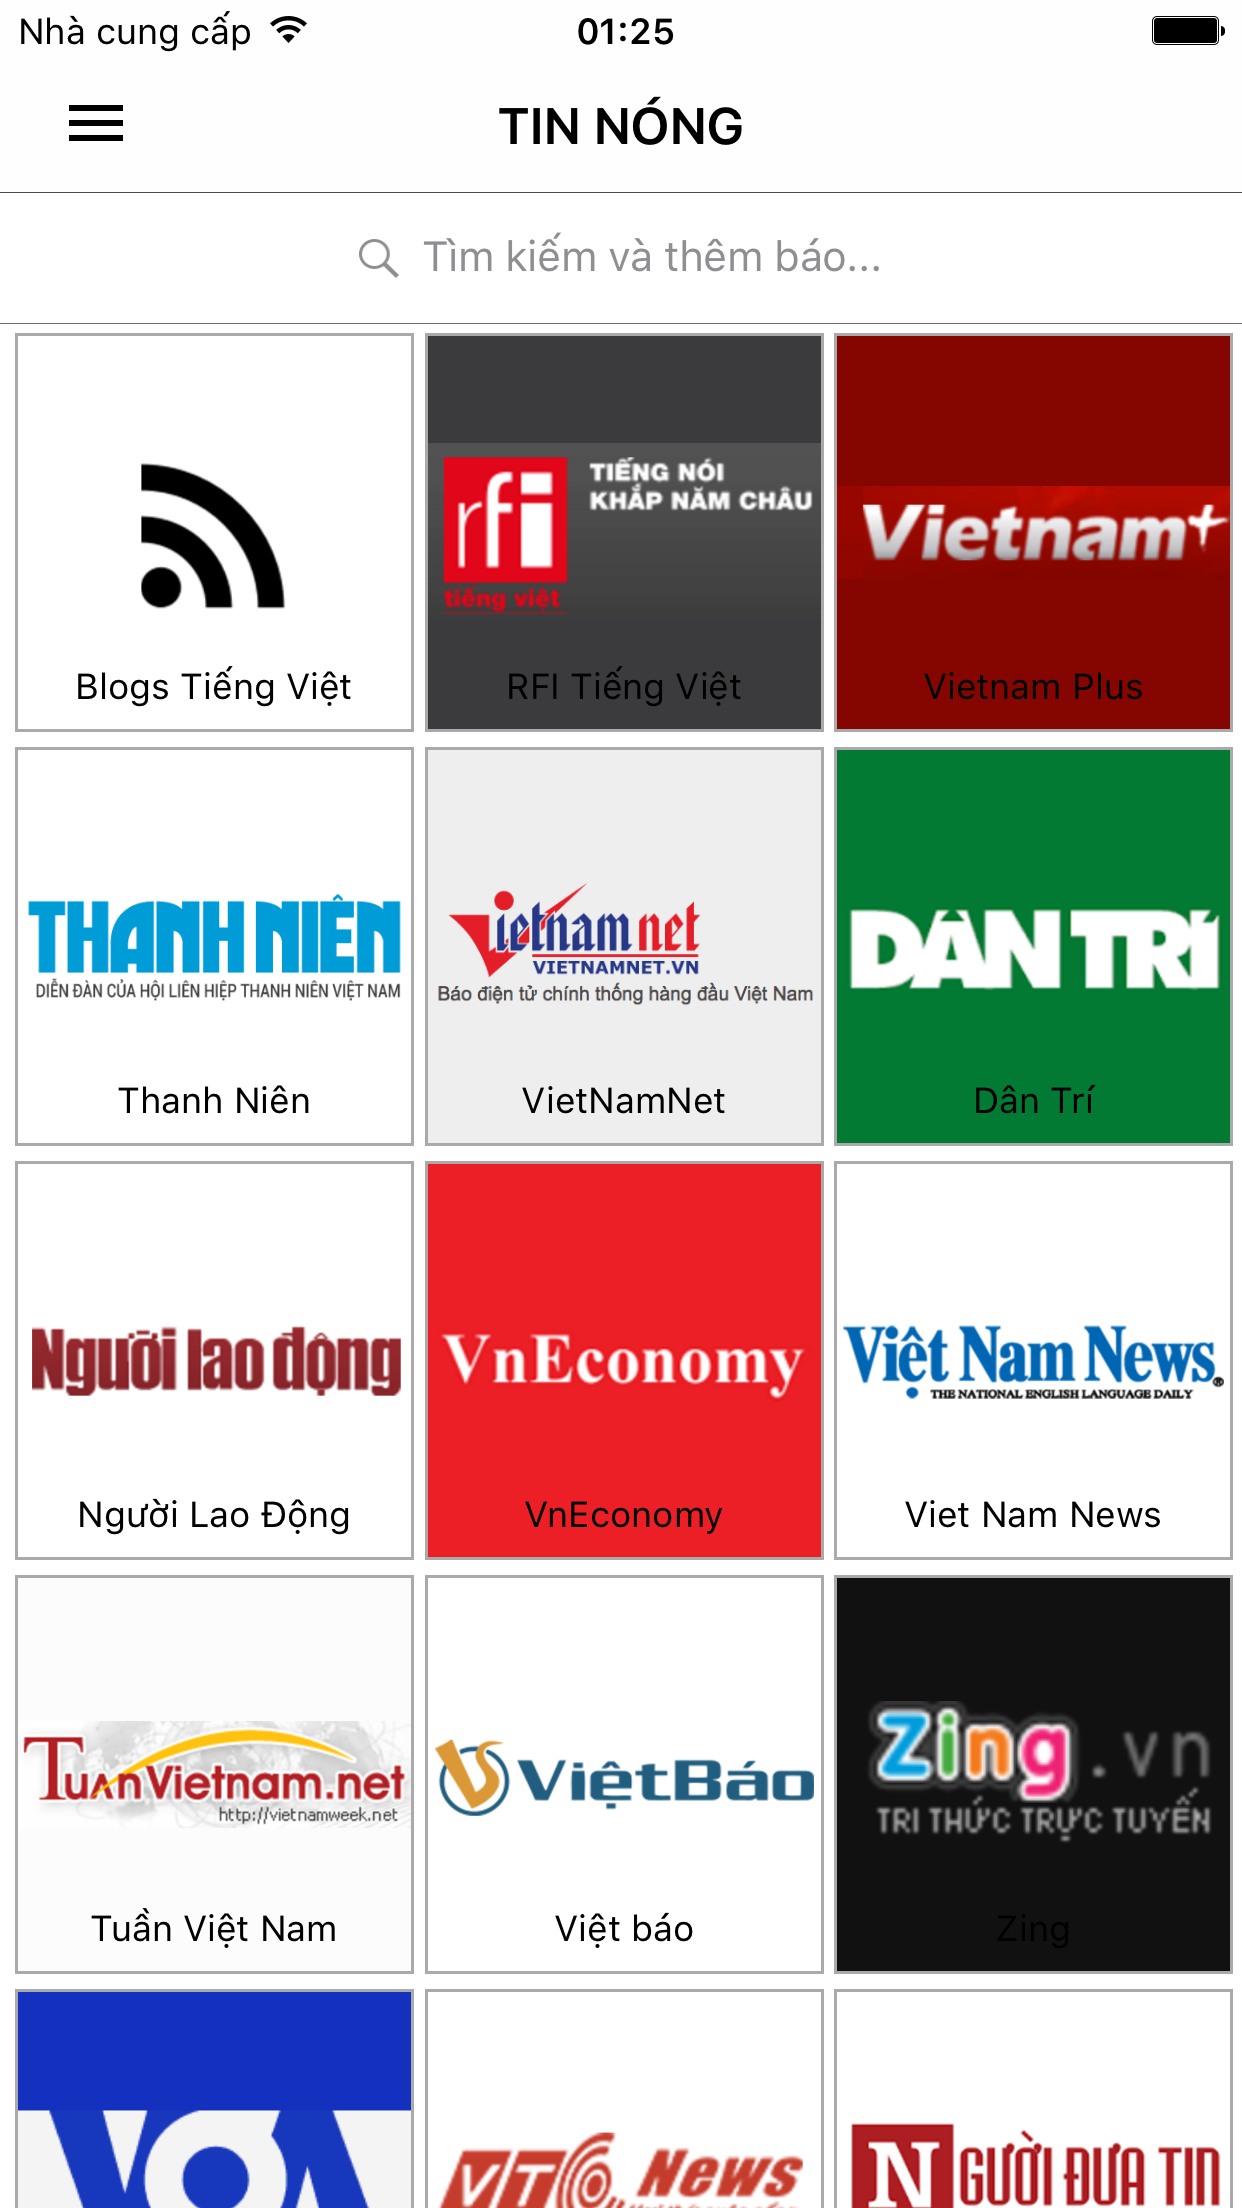 Nhà cung cấp
01:25
TIN NÓNG
Tìm kiếm và thêm báo...
Blogs Tiếng Việt
rfi
TIẾNG NÓI
KHẮP NĂM CHÂU
tiếng việt
RFI Tiếng Việt
Vietnam+
Vietnam Plus
THANH NIÊN
DIỄN ĐÀN CỦA HỘI LIÊN HIỆP THANH NIÊN VIỆT NAM
Thanh Niên
Vietnamnet
VIETNAMNET.VN
Báo điện tử chính thống hàng đầu Việt Nam
VietNamNet
DÂN TRÍ
Dân Trí
Người lao động
Người Lao Động
VnEconomy
VnEconomy
Việt Nam News®
THE NATIONAL ENGLISH LANGUAGE DAILY
Viet Nam News
TuanVietnam.net
http://vietnamweek.net
Tuần Việt Nam
ViệtBáo
Việt báo
Zing.vn
TRI THỨC TRỰC TUYẾN
Zing
VOA
VTC News
NGƯỜI ĐƯA TIN